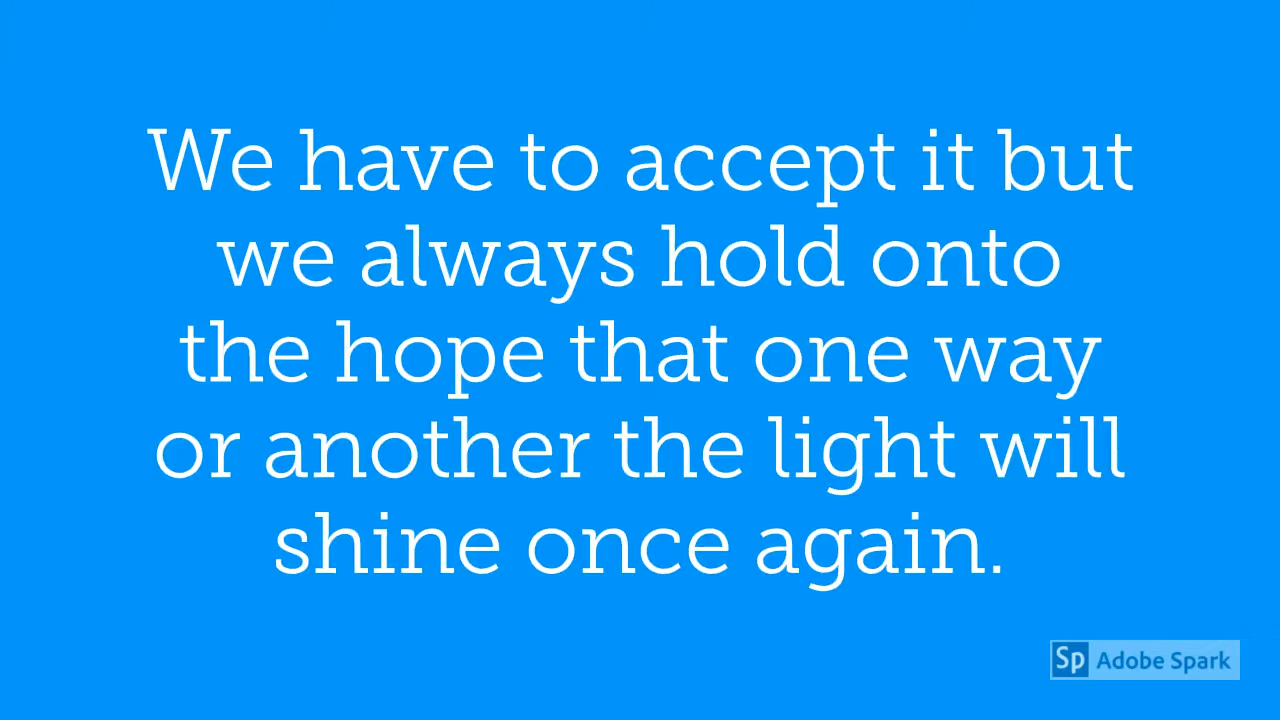 We have to accept it but
we always hold onto
the hope that one way
or another the light will
shine once again.
Sp Adobe Spark